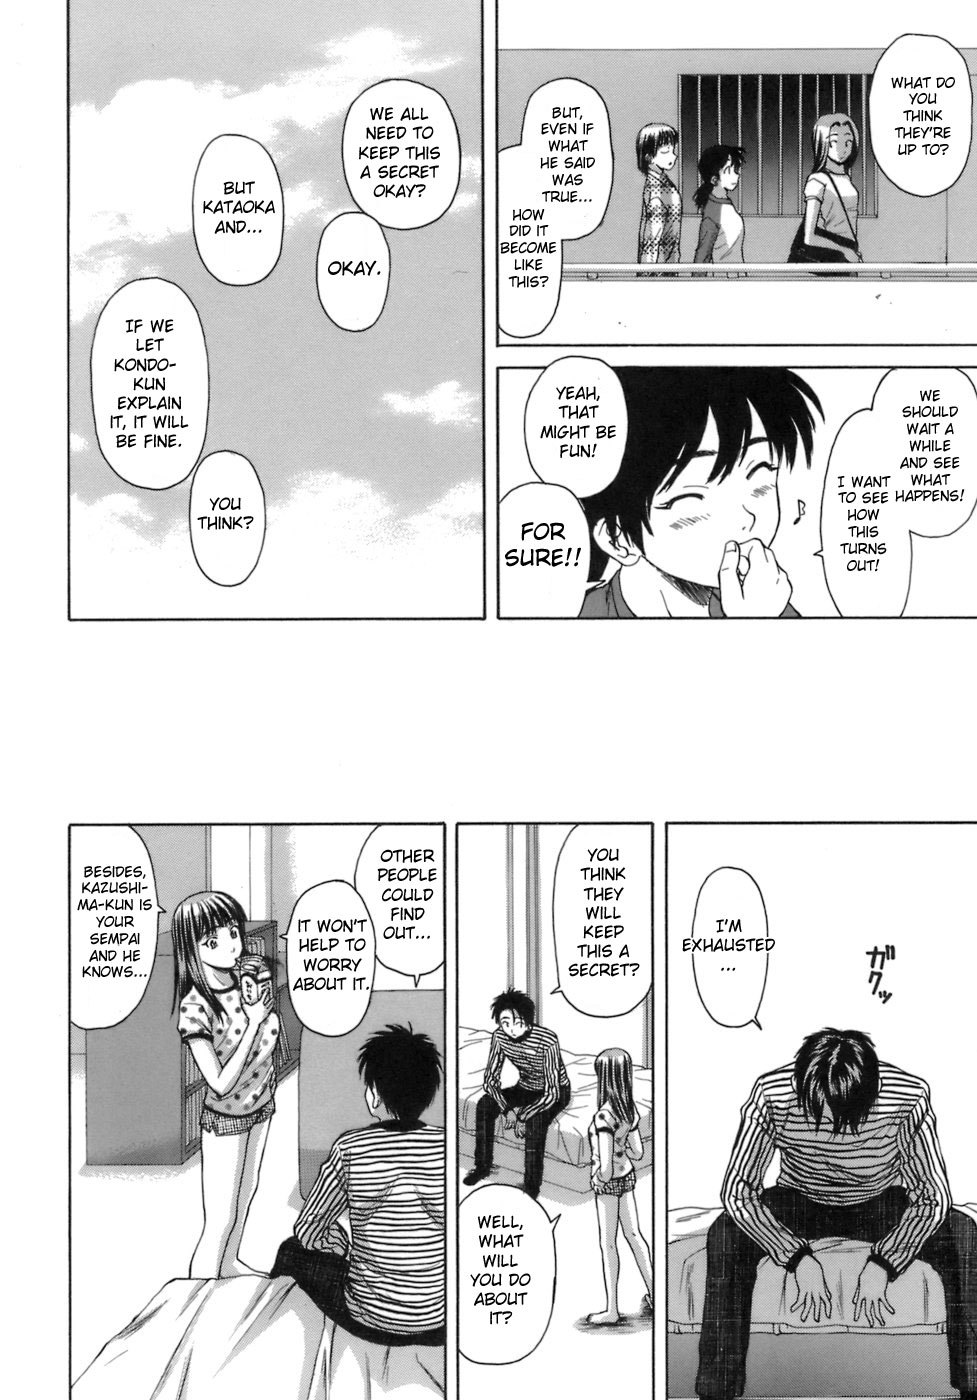 WHAT DO
YOU
THINK
THEY'RE
UP TO?
BUT,
EVEN IF
WHAT
HE SAID
WAS
TRUE...
HOW
DID IT
BECOME
LIKE
THIS?
WE
SHOULD
WAIT A
WHILE
AND SEE
WHAT
HAPPENS!
I WANT
TO SEE
HOW
THIS
TURNS
OUT!
YEAH,
THAT
MIGHT BE
FUN!
FOR
SURE!!
WE ALL
NEED TO
KEEP THIS
A SECRET
OKAY?
OKAY.
BUT
KATAOKA
AND...
IF WE
LET
KONDO-
KUN
EXPLAIN
IT, IT WILL
BE FINE.
YOU
THINK?
I'M
EXHAUSTED
...
ガクッ
YOU
THINK
THEY
WILL
KEEP
THIS
A SECRET?
WELL,
WHAT
WILL
YOU DO
ABOUT
IT?
OTHER
PEOPLE
COULD
FIND
OUT...
IT WON'T
HELP TO
WORRY
ABOUT IT.
BESIDES,
KAZUSHI-
MA-KUN IS
YOUR
SEMPAI
AND HE
KNOWS...